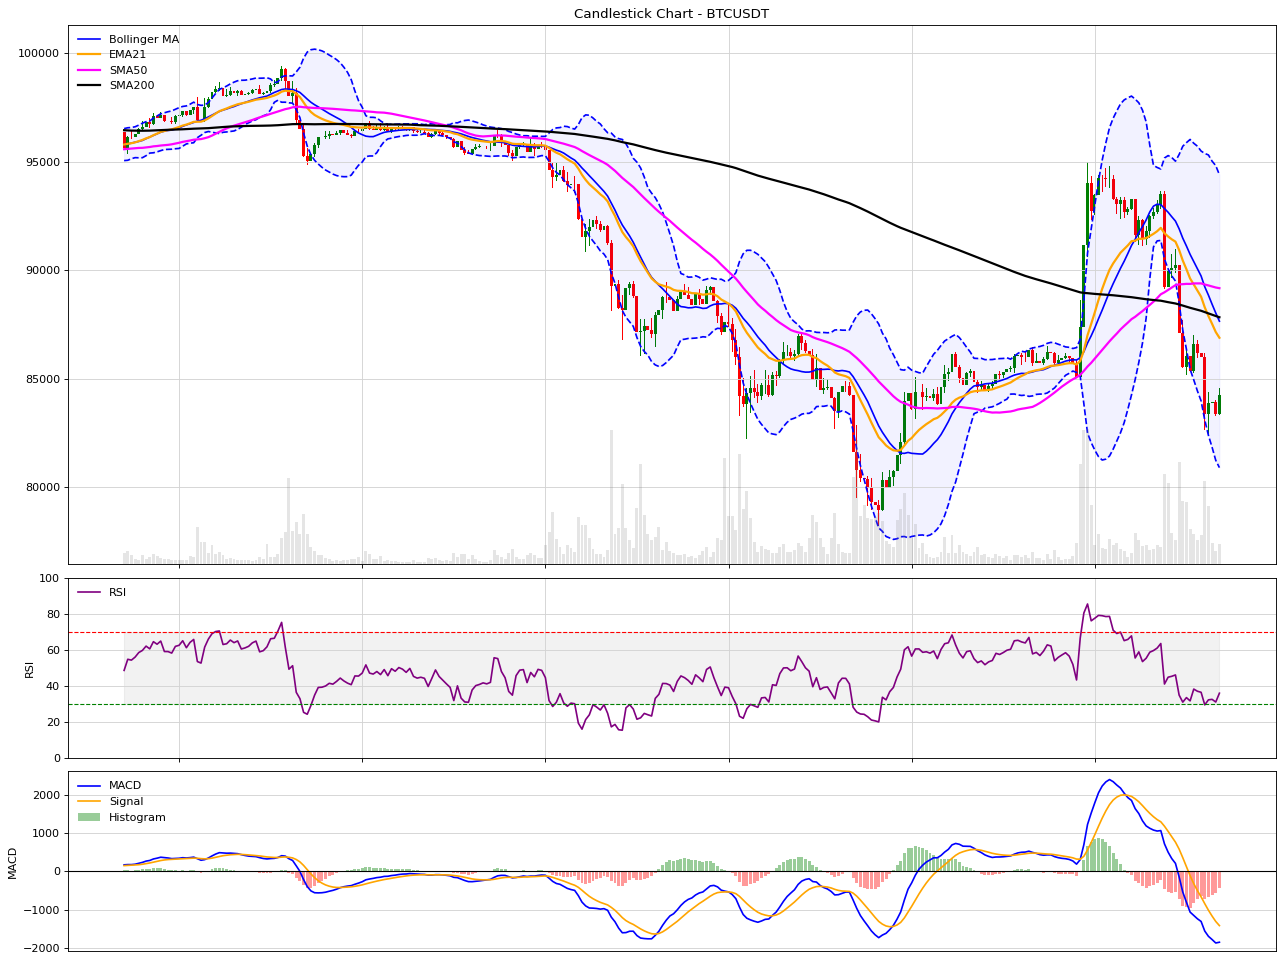 Candlestick Chart - BTCUSDT
Bollinger MA
EMA21
SMA50
SMA200
100000
95000
90000
85000
80000
RSI
100
80
60
40
20
0
RSI
MACD
Signal
Histogram
2000
1000
0
−1000
−2000
MACD